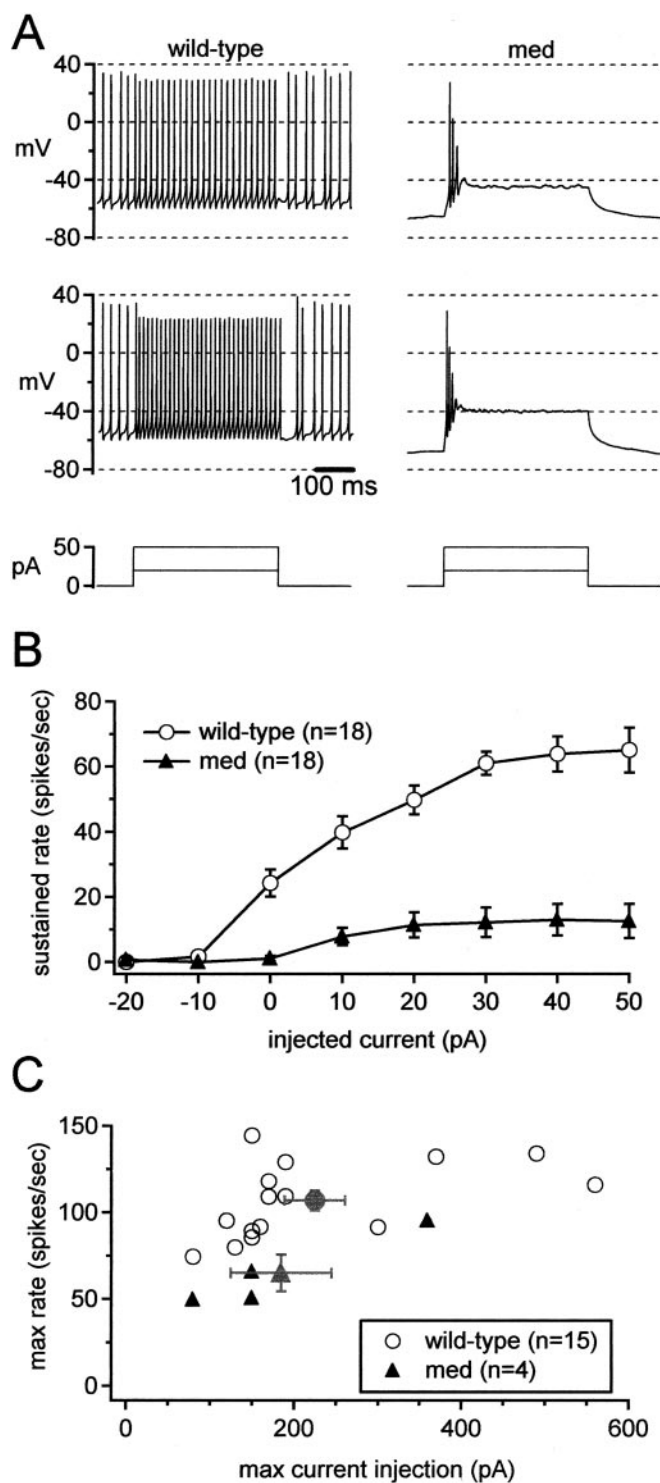 A
wild-type
med
40
0
mV
-40
-80
40
0
mV
-40
-80
100 ms
50
pA
0
B
80
60
40
20
0
sustained rate (spikes/sec)
wild-type (n=18)
med (n=18)
-20 -10 0 10 20 30 40 50
injected current (pA)
C
150
100
50
0
max rate (spikes/sec)
wild-type (n=15)
med (n=4)
0 200 400 600
max current injection (pA)